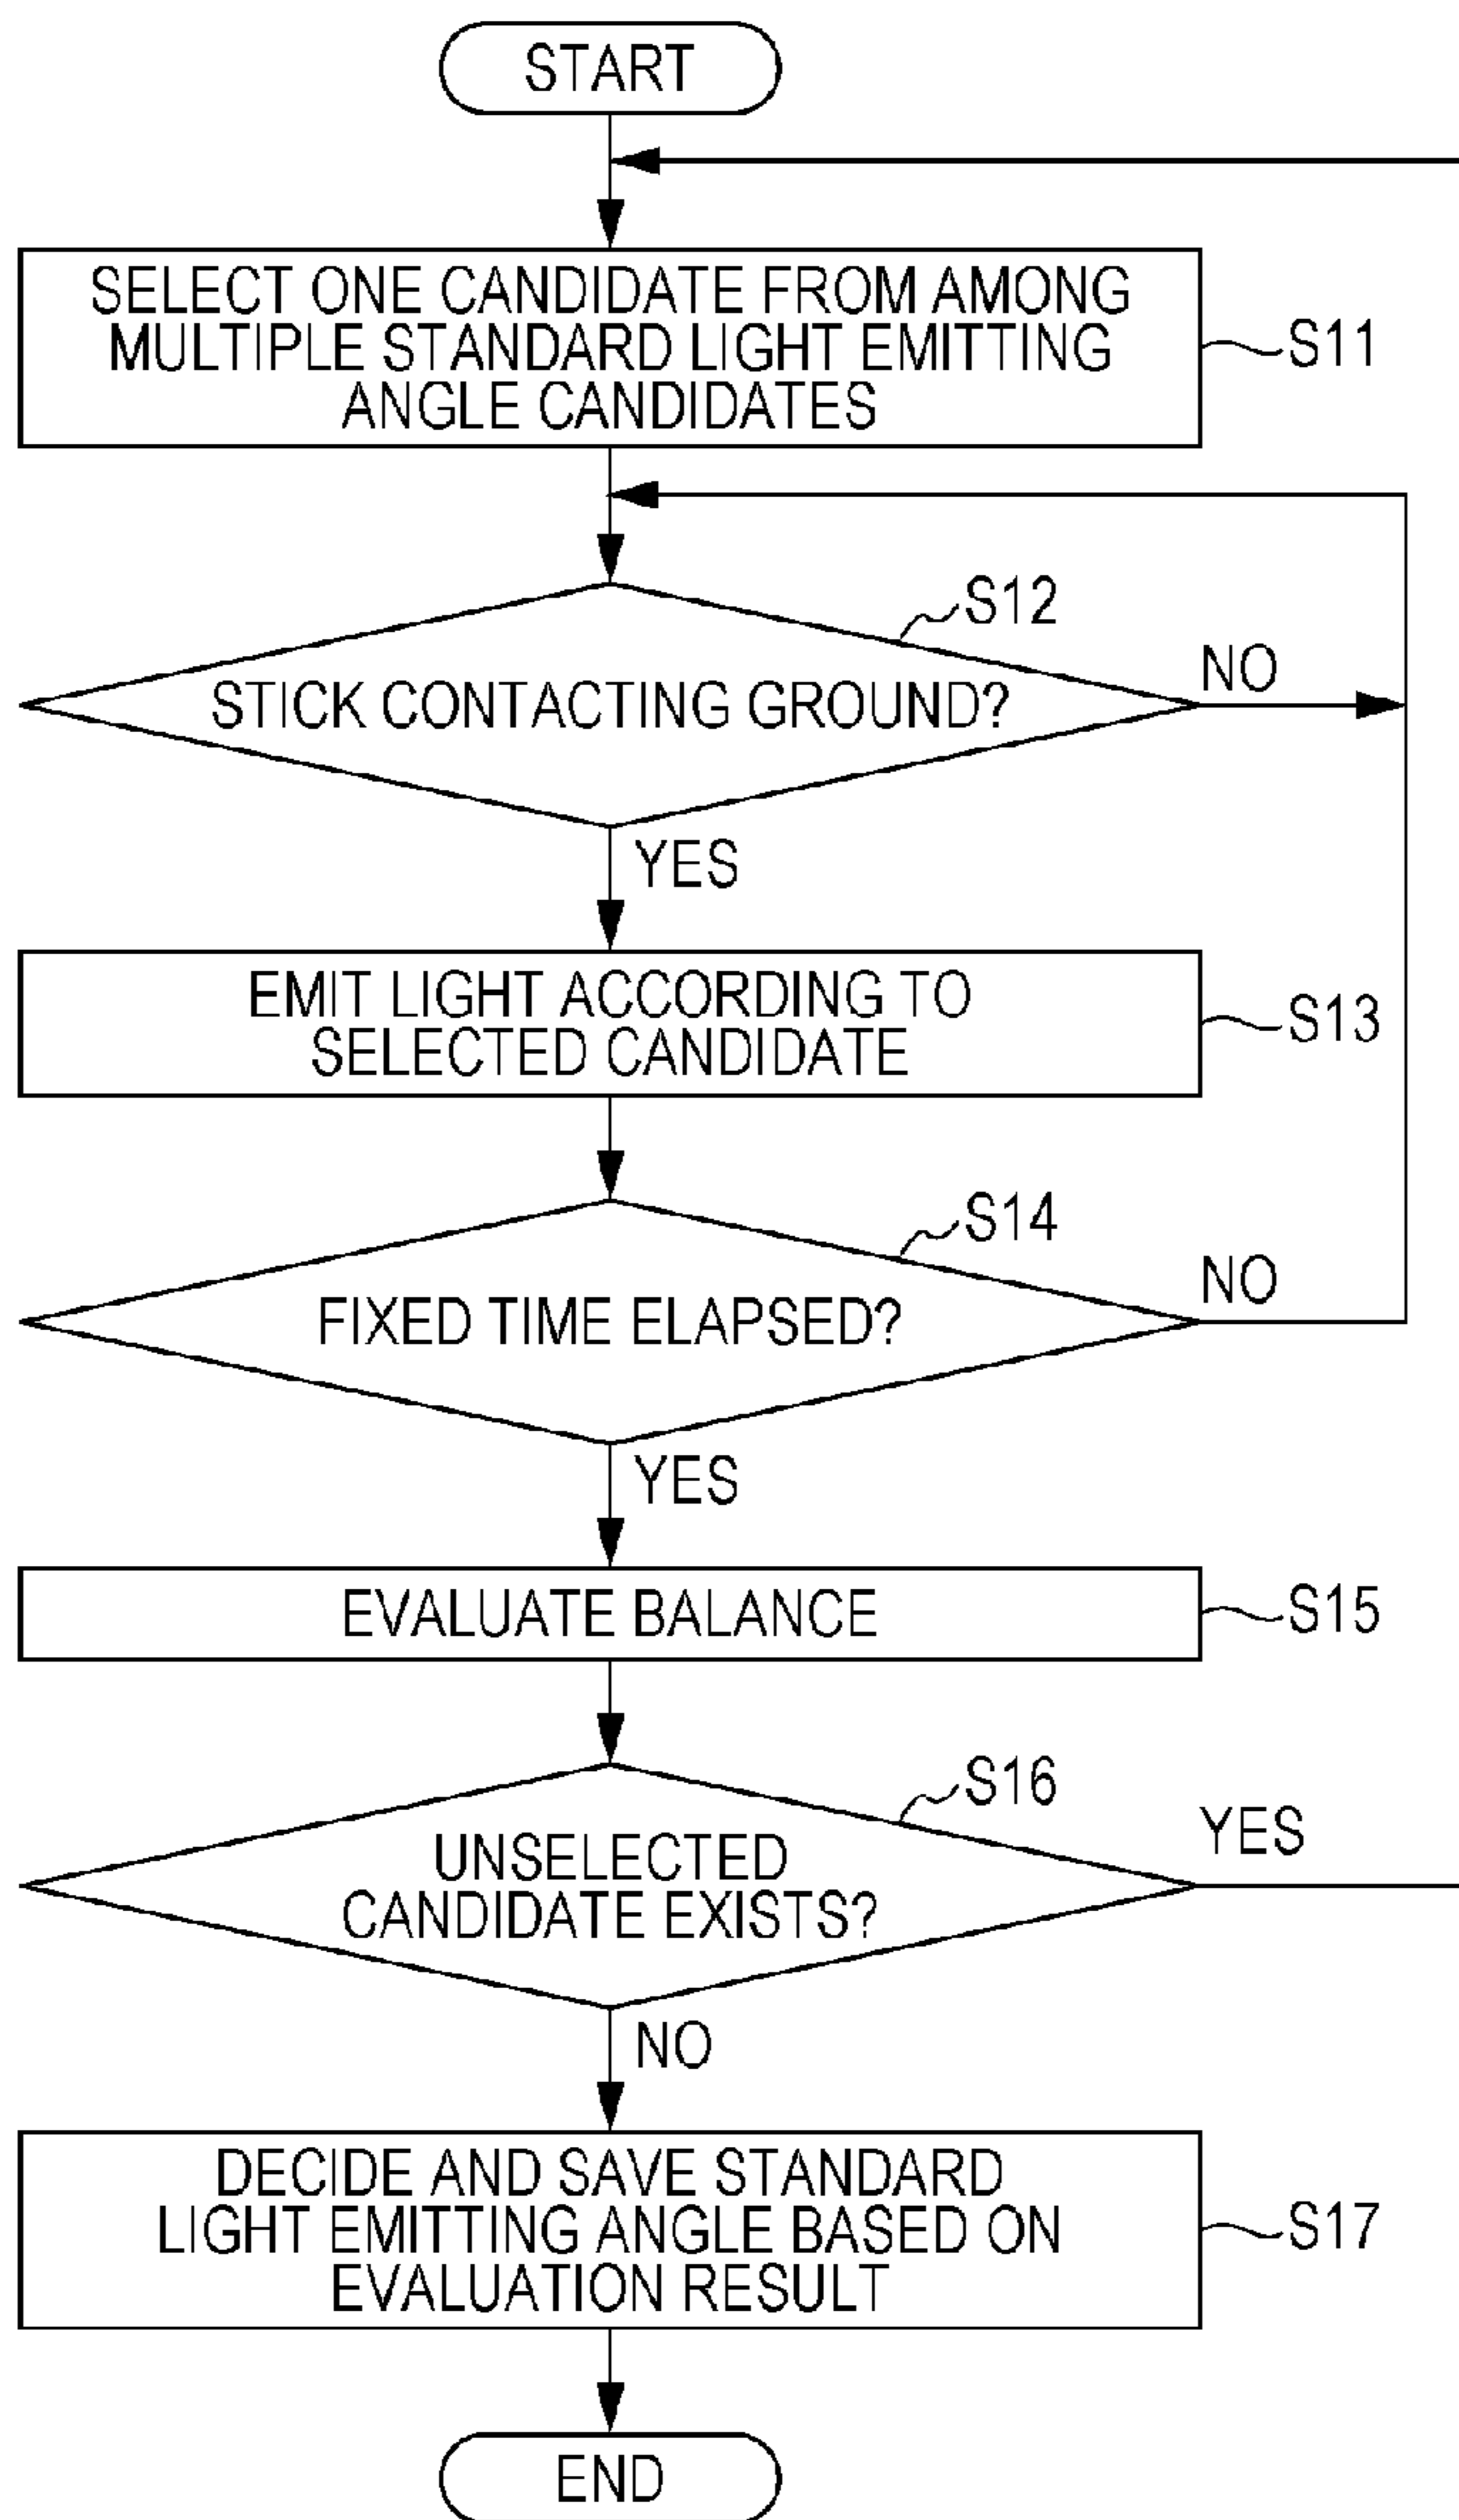 START
SELECT ONE CANDIDATE FROM AMONG
MULTIPLE STANDARD LIGHT EMITTING
ANGLE CANDIDATES
S11
S12
STICK CONTACTING GROUND?
NO
YES
EMIT LIGHT ACCORDING TO
SELECTED CANDIDATE
S13
S14
FIXED TIME ELAPSED?
NO
YES
EVALUATE BALANCE
S15
S16
UNSELECTED
CANDIDATE EXISTS?
YES
NO
DECIDE AND SAVE STANDARD
LIGHT EMITTING ANGLE BASED ON
EVALUATION RESULT
S17
END